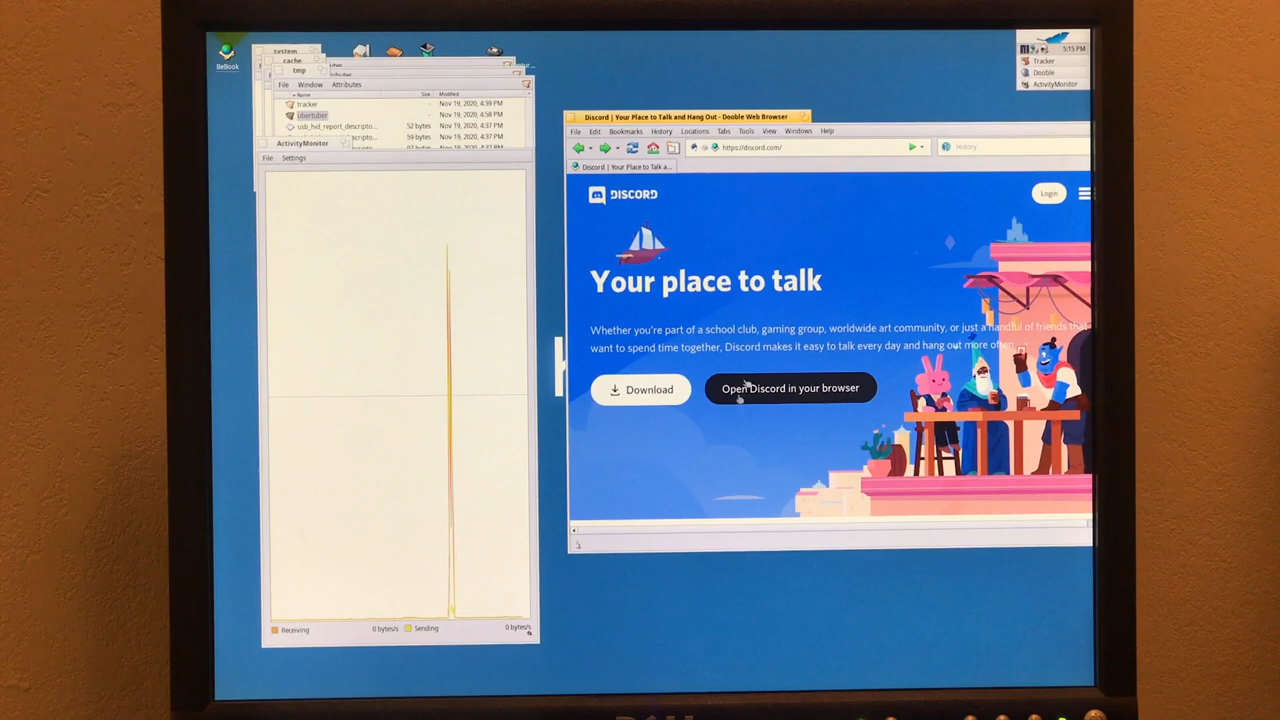 BeBook
system
cache
tmp
File Window Attributes
Name Size Modified
tracker - Nov 19, 2020, 4:39 PM
ubertuber - Nov 19, 2020, 4:58 PM
usb_hid_report_descripto... 52 bytes Nov 19, 2020, 4:37 PM
59 bytes Nov 19, 2020, 4:37 PM
ActivityMonitor
File Settings
Receiving 0 bytes/s Sending 0 bytes/s
Discord | Your Place to Talk and Hang Out - Dooble Web Browser
File Edit Bookmarks History Locations Tabs Tools View Windows Help
https://discord.com/
History
Discord | Your Place to Talk a...
DISCORD
Login
Your place to talk
Whether you're part of a school club, gaming group, worldwide art community, or just a handful of friends that
want to spend time together, Discord makes it easy to talk every day and hang out more often.
Download
Open Discord in your browser
5:15 PM
Tracker
Dooble
ActivityMonitor